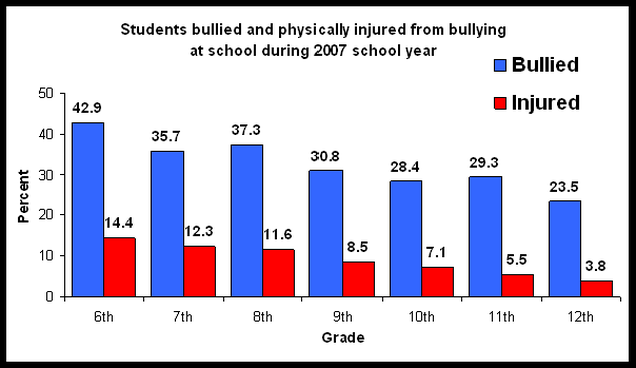 Students bullied and physically injured from bullying
at school during 2007 school year
Bullied
Injured
Percent
50
40
30
20
10
0
42.9
14.4
35.7
12.3
37.3
11.6
30.8
8.5
28.4
7.1
29.3
5.5
23.5
3.8
6th 7th 8th 9th 10th 11th 12th
Grade